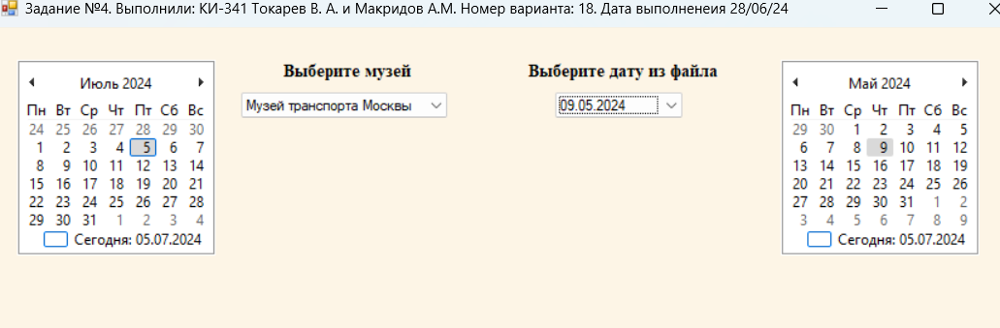 Задание №4. Выполнили: КИ-341 Токарев В. А. и Макридов А.М. Номер варианта: 18. Дата выполненеия 28/06/24
Июль 2024
Пн Вт Ср Чт Пт Сб Вс
24 25 26 27 28 29 30
1 2 3 4 5 6 7
8 9 10 11 12 13 14
15 16 17 18 19 20 21
22 23 24 25 26 27 28
29 30 31 1 2 3 4
Сегодня: 05.07.2024
Выберите музей
Музей транспорта Москвы
Выберите дату из файла
09.05.2024
Май 2024
Пн Вт Ср Чт Пт Сб Вс
29 30 1 2 3 4 5
6 7 8 9 10 11 12
13 14 15 16 17 18 19
20 21 22 23 24 25 26
27 28 29 30 31 1 2
3 4 5 6 7 8 9
Сегодня: 05.07.2024